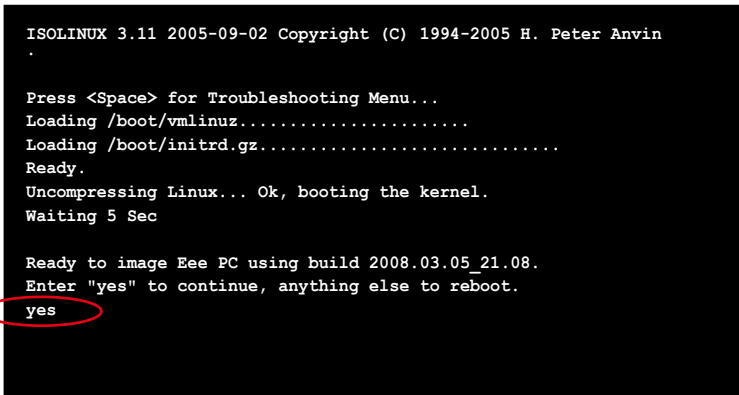 ISOLINUX 3.11 2005-09-02 Copyright (C) 1994-2005 H. Peter Anvin
.
Press <Space> for Troubleshooting Menu...
Loading /boot/vmlinuz.......................
Loading /boot/initrd.gz..............................
Ready.
Uncompressing Linux... Ok, booting the kernel.
Waiting 5 Sec
Ready to image Eee PC using build 2008.03.05_21.08.
Enter "yes" to continue, anything else to reboot.
yes